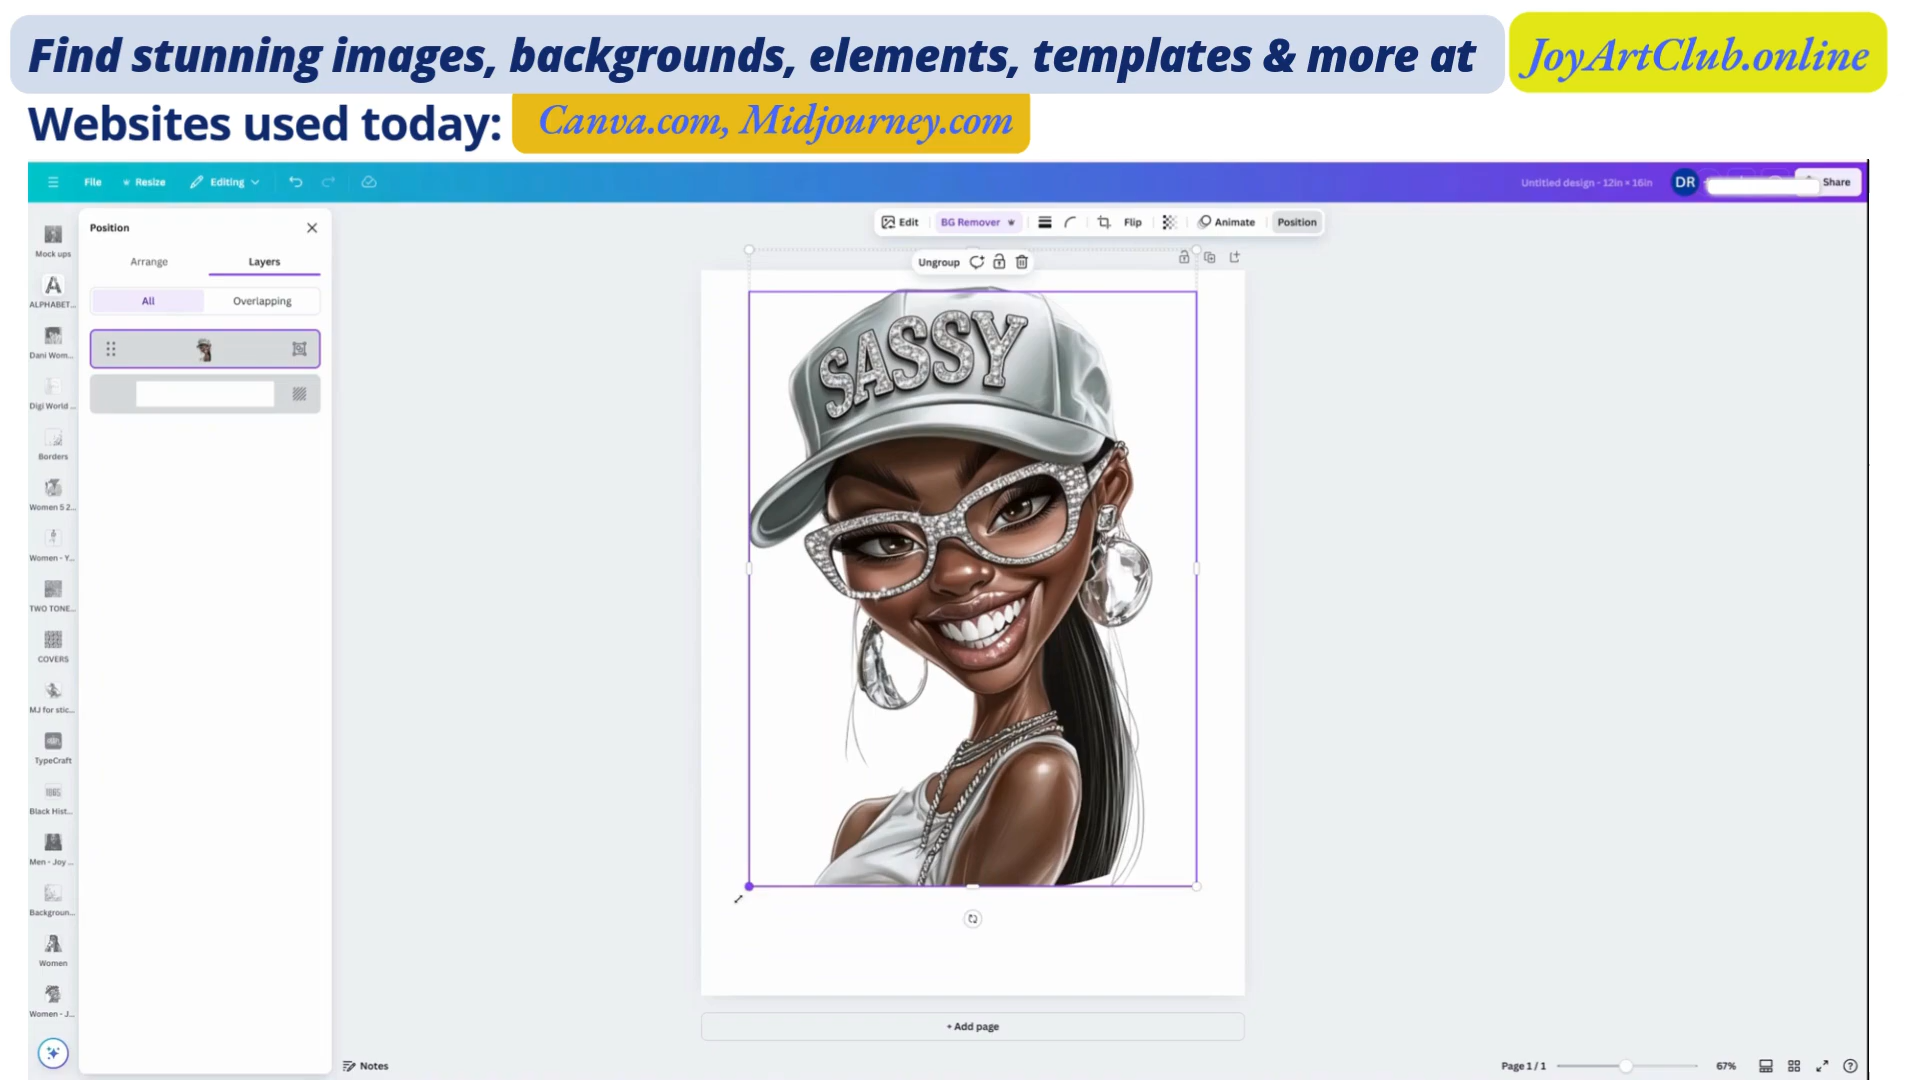 Find stunning images, backgrounds, elements, templates & more at JoyArtClub.online
Websites used today: Canva.com, Midjourney.com
File Resize Editing Untitled design - 12in × 16in DR Share
Edit BG Remover Flip Animate Position
Ungroup
Position
Arrange Layers
All Overlapping
Mock ups
ALPHABET...
Dani Wom...
Digi World ...
Borders
Women 5 2...
Women - Y...
TWO TONE...
COVERS
MJ for stic...
TypeCraft
Black Hist...
Men - Joy ...
Backgroun...
Women
Women - J...
SASSY
+ Add page
Notes
Page 1 / 1 67%